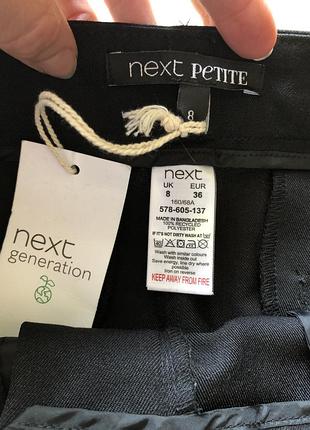 next PETITE
8
next
generation
next
UK EUR
8 36
160/68A
578-605-137
MADE IN BANGLADESH
100% RECYCLED
POLYESTER
IF IT'S NOT DIRTY WASH AT 30
Wash with similar colours
Wash inside out
Save energy, line dry where
possible
Iron on reverse
KEEP AWAY FROM FIRE